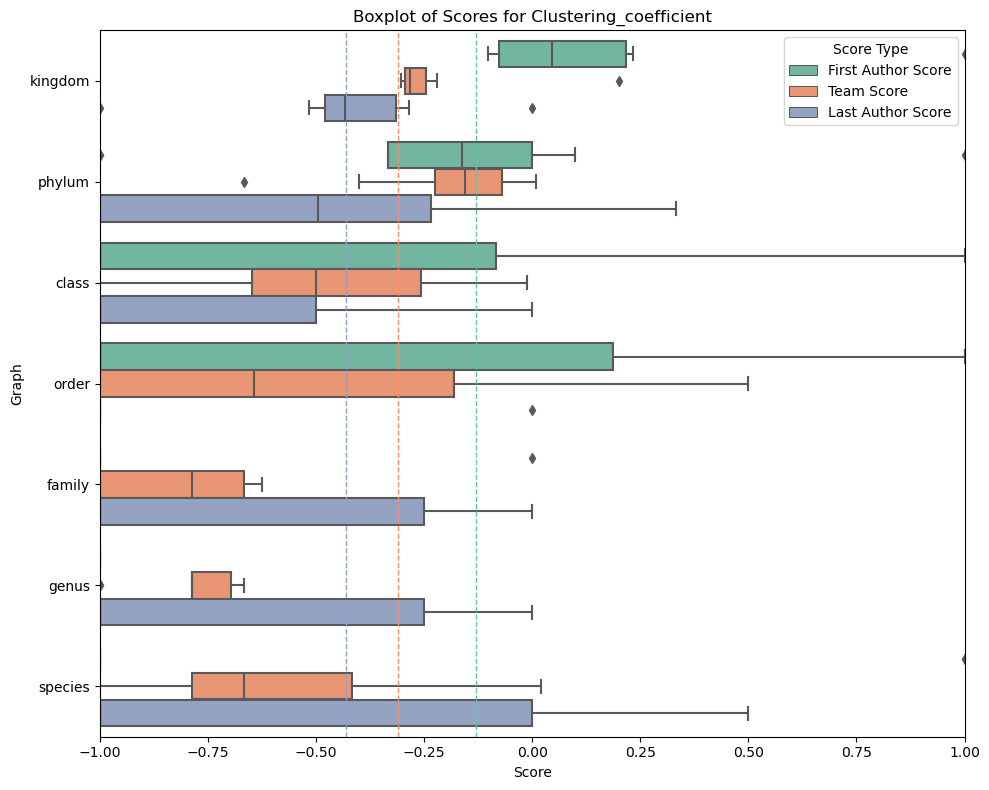 Boxplot of Scores for Clustering_coefficient
Score Type
First Author Score
Team Score
Last Author Score
Graph
kingdom
phylum
class
order
family
genus
species
−1.00 −0.75 −0.50 −0.25 0.00 0.25 0.50 0.75 1.00
Score